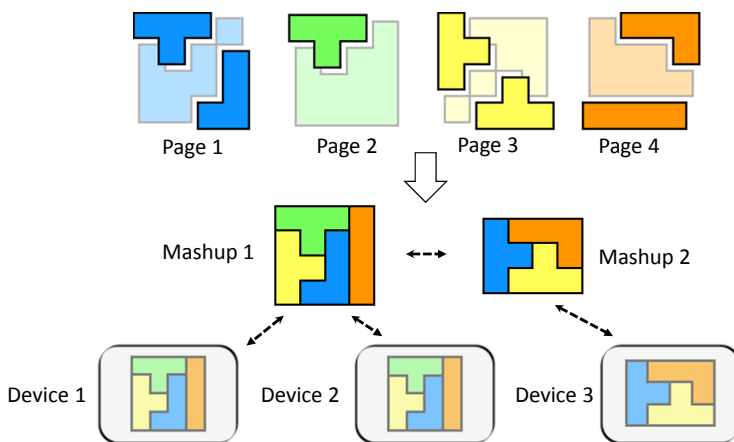 Page 1
Page 2
Page 3
Page 4
Mashup 1
Mashup 2
Device 1
Device 2
Device 3